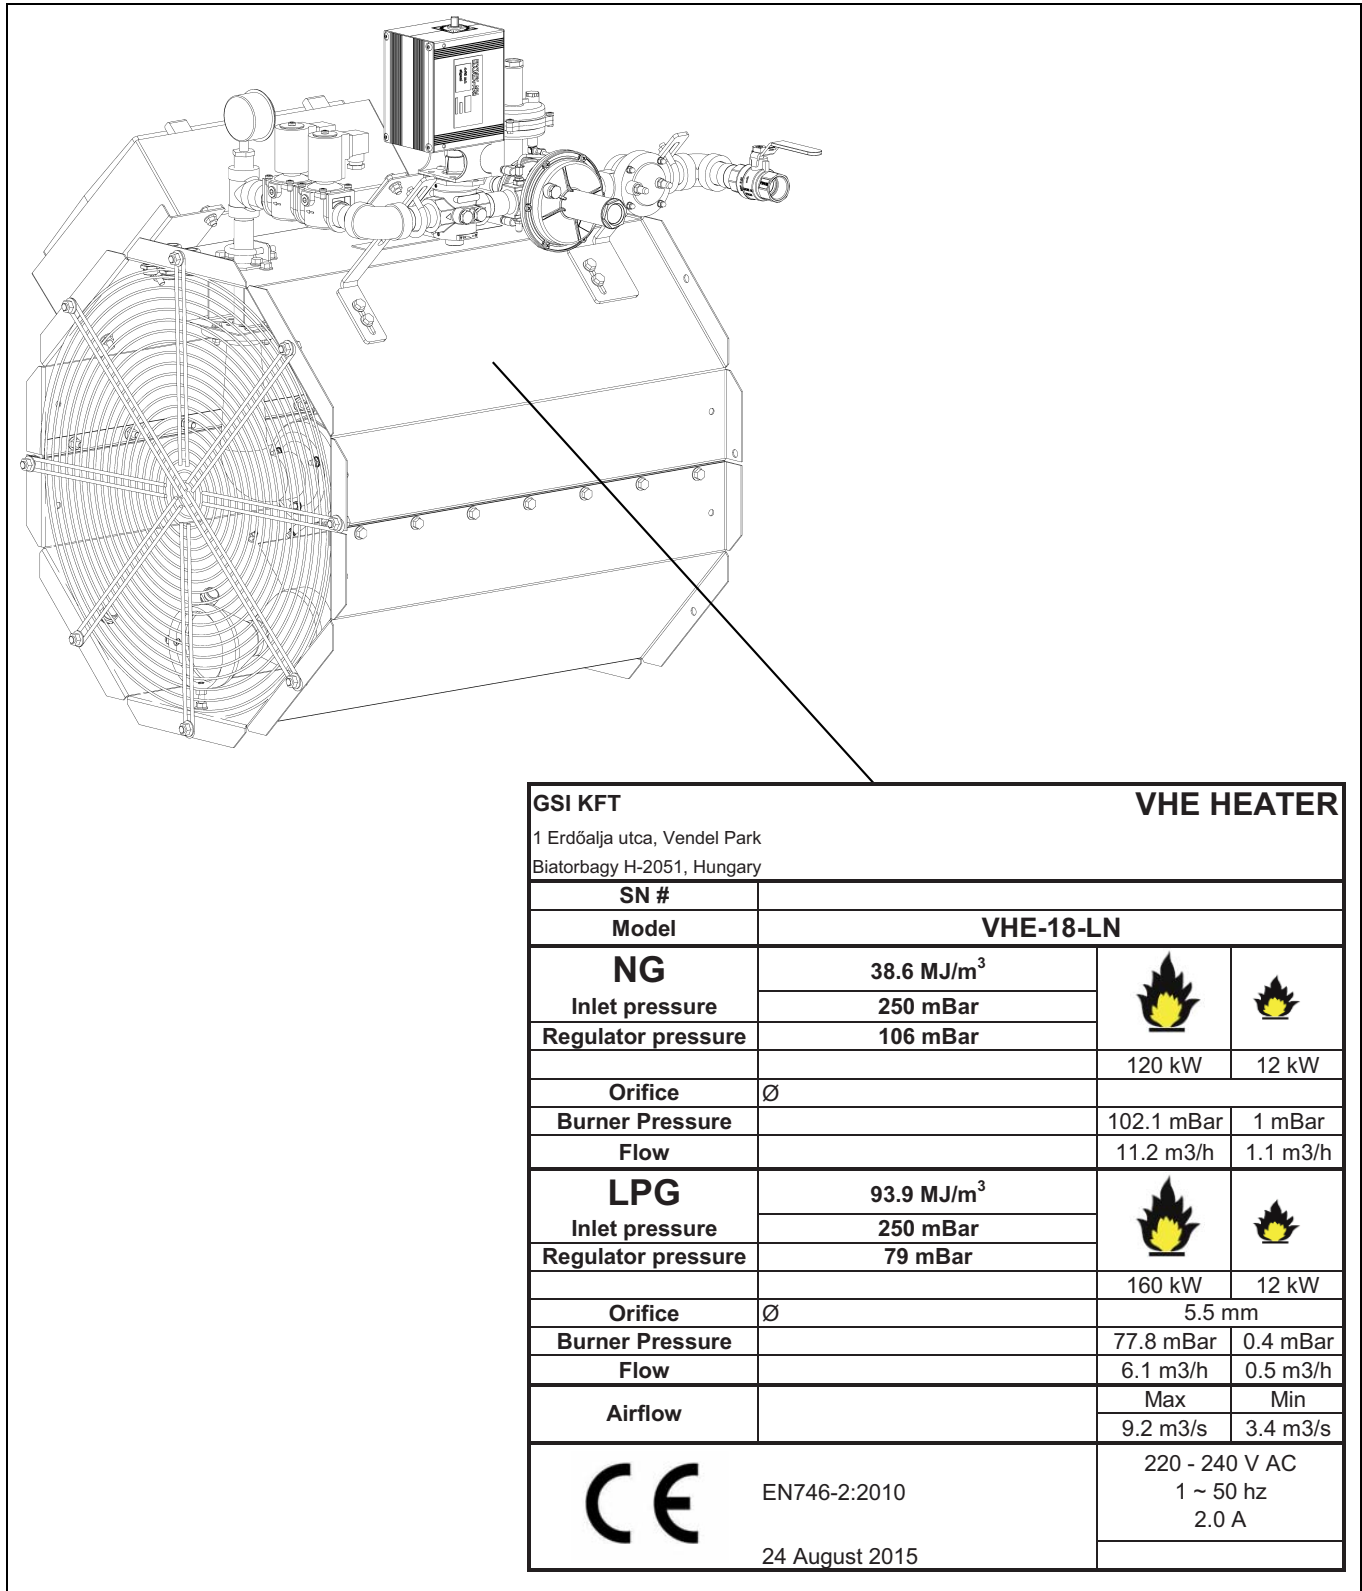 GSI KFT VHE HEATER
1 Erdőalja utca, Vendel Park
Biatorbagy H-2051, Hungary
SN #
Model VHE-18-LN
NG 38.6 MJ/m³
Inlet pressure 250 mBar
Regulator pressure 106 mBar
120 kW 12 kW
Orifice Ø
Burner Pressure 102.1 mBar 1 mBar
Flow 11.2 m3/h 1.1 m3/h
LPG 93.9 MJ/m³
Inlet pressure 250 mBar
Regulator pressure 79 mBar
160 kW 12 kW
Orifice Ø 5.5 mm
Burner Pressure 77.8 mBar 0.4 mBar
Flow 6.1 m3/h 0.5 m3/h
Airflow Max Min
9.2 m3/s 3.4 m3/s
CE EN746-2:2010 220 - 240 V AC
1 ~ 50 hz
2.0 A
24 August 2015